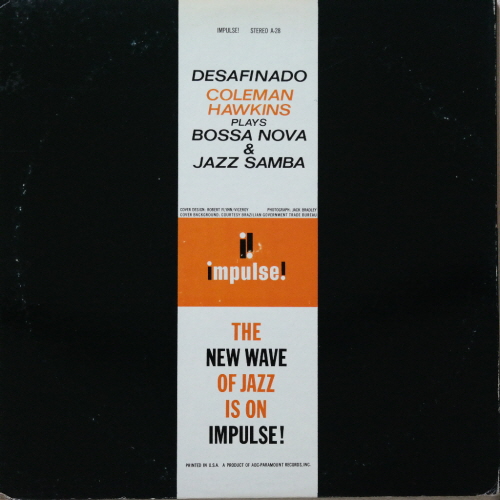 IMPULSE! STEREO A-28
DESAFINADO
COLEMAN
HAWKINS
PLAYS
BOSSA NOVA
&
JAZZ SAMBA
COVER DESIGN: ROBERT FLYNN/VICEROY PHOTOGRAPH: JACK BRADLEY
COVER BACKGROUND: COURTESY BRAZILIAN GOVERNMENT TRADE BUREAU
i!
impulse!
THE
NEW WAVE
OF JAZZ
IS ON
IMPULSE!
PRINTED IN U.S.A. A PRODUCT OF ABC-PARAMOUNT RECORDS, INC.